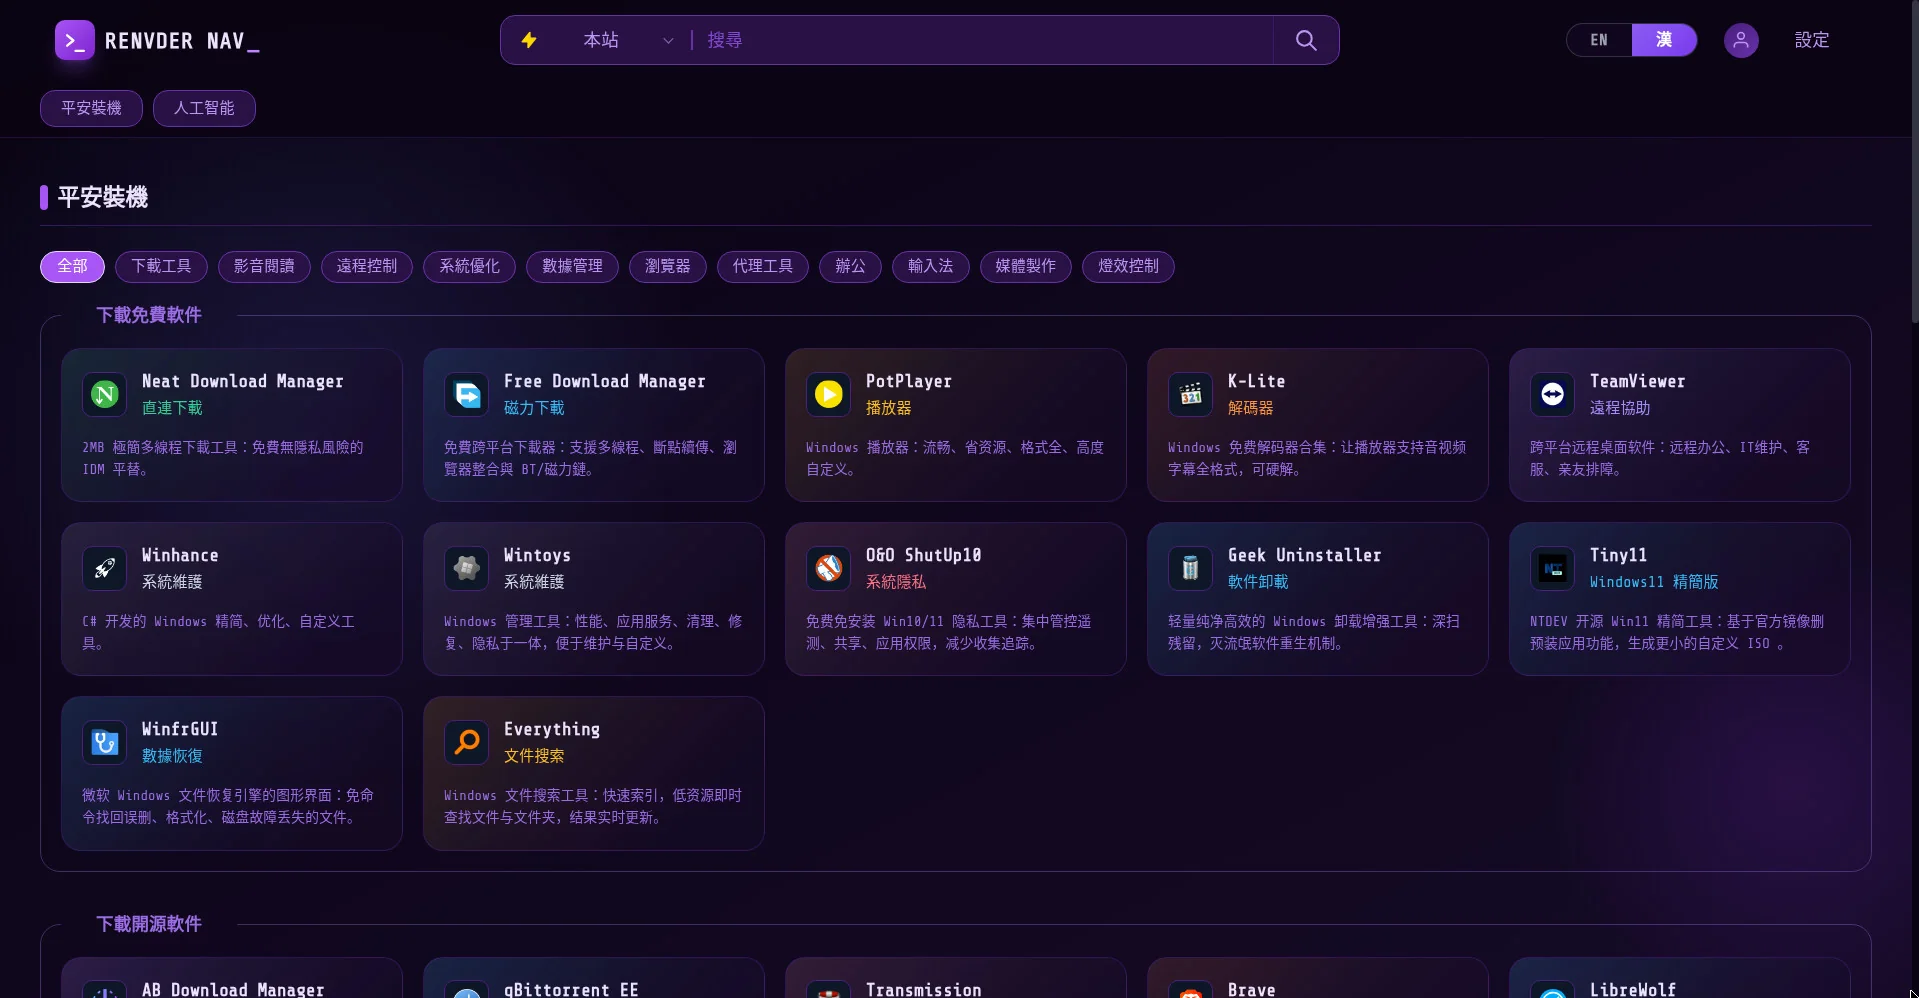 RENVDER NAV_
本站
搜尋
EN
漢
設定
平安裝機
人工智能
平安裝機
全部
下載工具
影音閱讀
遠程控制
系統優化
數據管理
瀏覽器
代理工具
辦公
輸入法
媒體製作
燈效控制
下載免費軟件
Neat Download Manager
直連下載
2MB 極簡多線程下載工具：免費無隱私風險的
IDM 平替。
Free Download Manager
磁力下載
免費跨平台下載器：支援多線程、斷點續傳、瀏
覽器整合與 BT/磁力鏈。
PotPlayer
播放器
Windows 播放器：流畅、省资源、格式全、高度
自定义。
K-Lite
解碼器
Windows 免费解码器合集：让播放器支持音视频
字幕全格式，可硬解。
TeamViewer
遠程協助
跨平台远程桌面软件：远程办公、IT维护、客
服、亲友排障。
Winhance
系統維護
C# 开发的 Windows 精简、优化、自定义工
具。
Wintoys
系統維護
Windows 管理工具：性能、应用服务、清理、修
复、隐私于一体，便于维护与自定义。
O&O ShutUp10
系統隱私
免费免安装 Win10/11 隐私工具：集中管控遥
测、共享、应用权限，减少收集追踪。
Geek Uninstaller
軟件卸載
轻量纯净高效的 Windows 卸载增强工具：深扫
残留，灭流氓软件重生机制。
Tiny11
Windows11 精簡版
NTDEV 开源 Win11 精简工具：基于官方镜像删
预装应用功能，生成更小的自定义 ISO 。
WinfrGUI
數據恢復
微软 Windows 文件恢复引擎的图形界面：免命
令找回误删、格式化、磁盘故障丢失的文件。
Everything
文件搜索
Windows 文件搜索工具：快速索引，低资源即时
查找文件与文件夹，结果实时更新。
下載開源軟件
AB Download Manager
qBittorrent EE
Transmission
Brave
LibreWolf